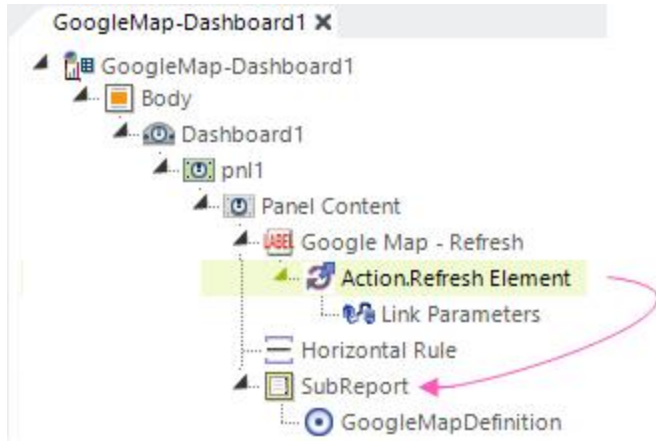 GoogleMap-Dashboard1
GoogleMap-Dashboard1
Body
Dashboard1
pnl1
Panel Content
LABEL Google Map - Refresh
Action.Refresh Element
Link Parameters
Horizontal Rule
SubReport
GoogleMapDefinition